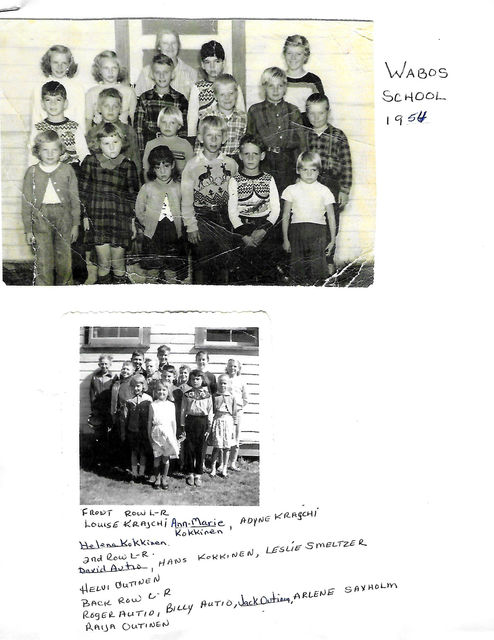 WABOS
SCHOOL
1954
FRONT ROW L-R
LOUISE KRAJCHI Ann-Marie Kokkinen, ADYNE KRAJCHI
Helena Kokkinen
2nd ROW L-R.
David Autio, HANS KOKKINEN, LESLIE SMELTZER
HELVI OUTINEN
BACK ROW L-R
ROGER AUTIO, BILLY AUTIO, Jack Outinen, ARLENE SAXHOLM
RAIJA OUTINEN